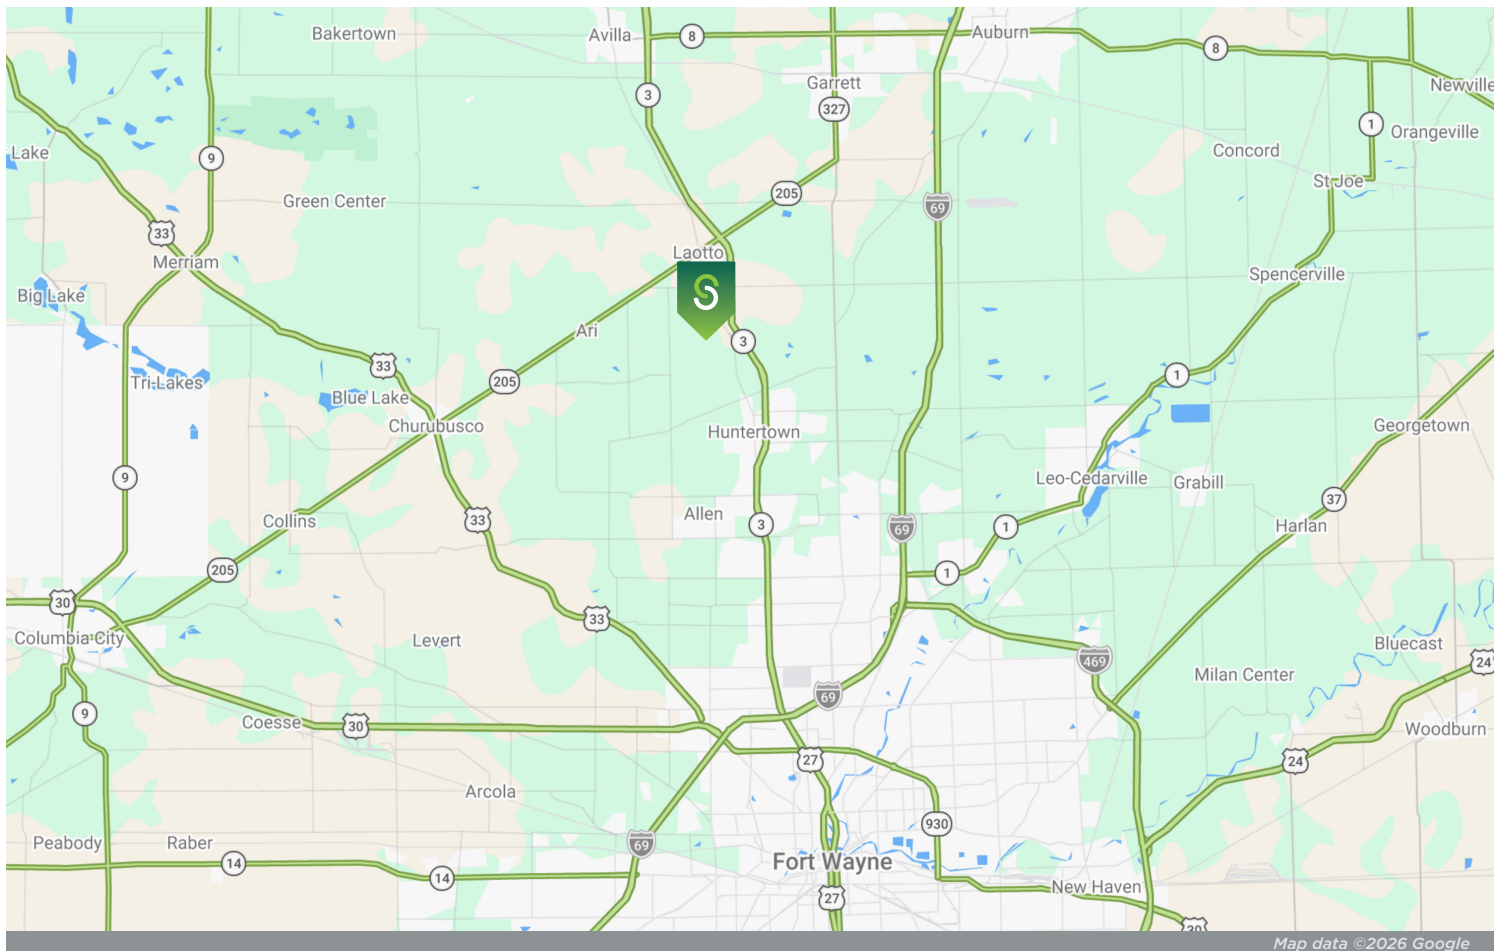 Bakertown
Avilla
8
Auburn
8
Garrett
Newville
3
327
1
Orangeville
Lake
9
Concord
St Joe
205
Green Center
69
33
Laotto
Merriam
Spencerville
S
Big Lake
Ari
3
33
1
Tri-Lakes
205
Blue Lake
Churubusco
Huntertown
Georgetown
9
Leo-Cedarville
Grabill
37
Allen
Collins
33
3
69
1
Harlan
205
1
30
33
Columbia City
Levert
Bluecast
469
24
Milan Center
69
9
Coesse
30
Woodburn
27
24
Arcola
930
Peabody
Raber
69
14
Fort Wayne
14
New Haven
27
30
Map data ©2026 Google